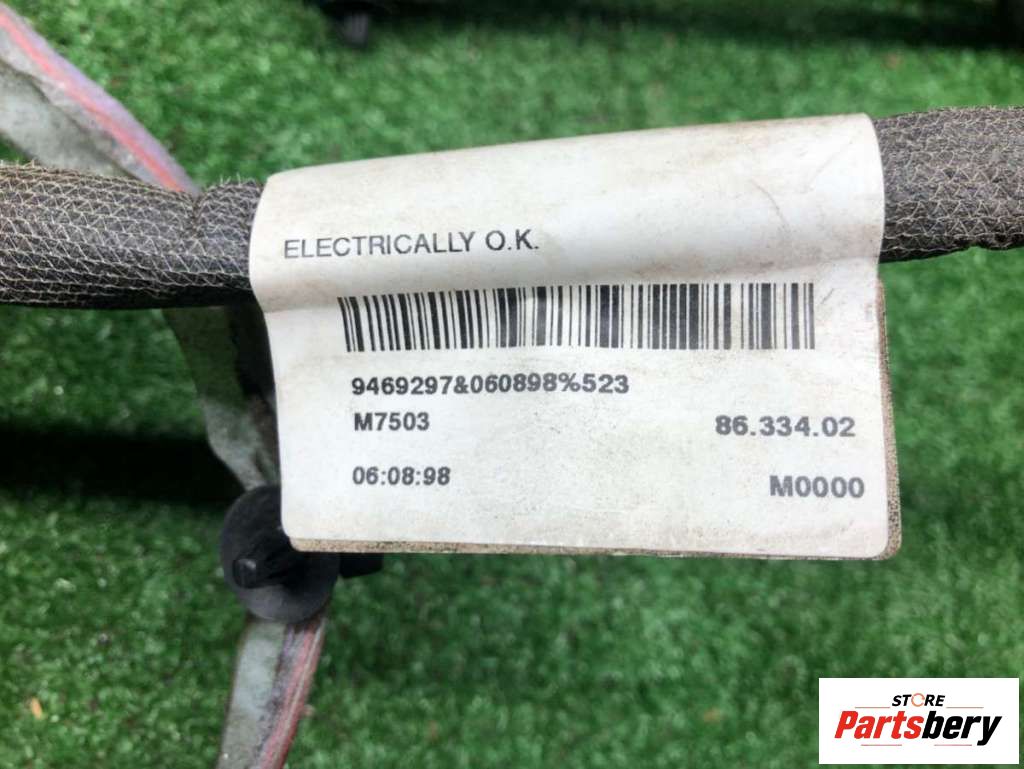 ELECTRICALLY O.K.
9469297&060898%523
M7503 86.334.02
06:08:98 M0000
STORE
Partsbery